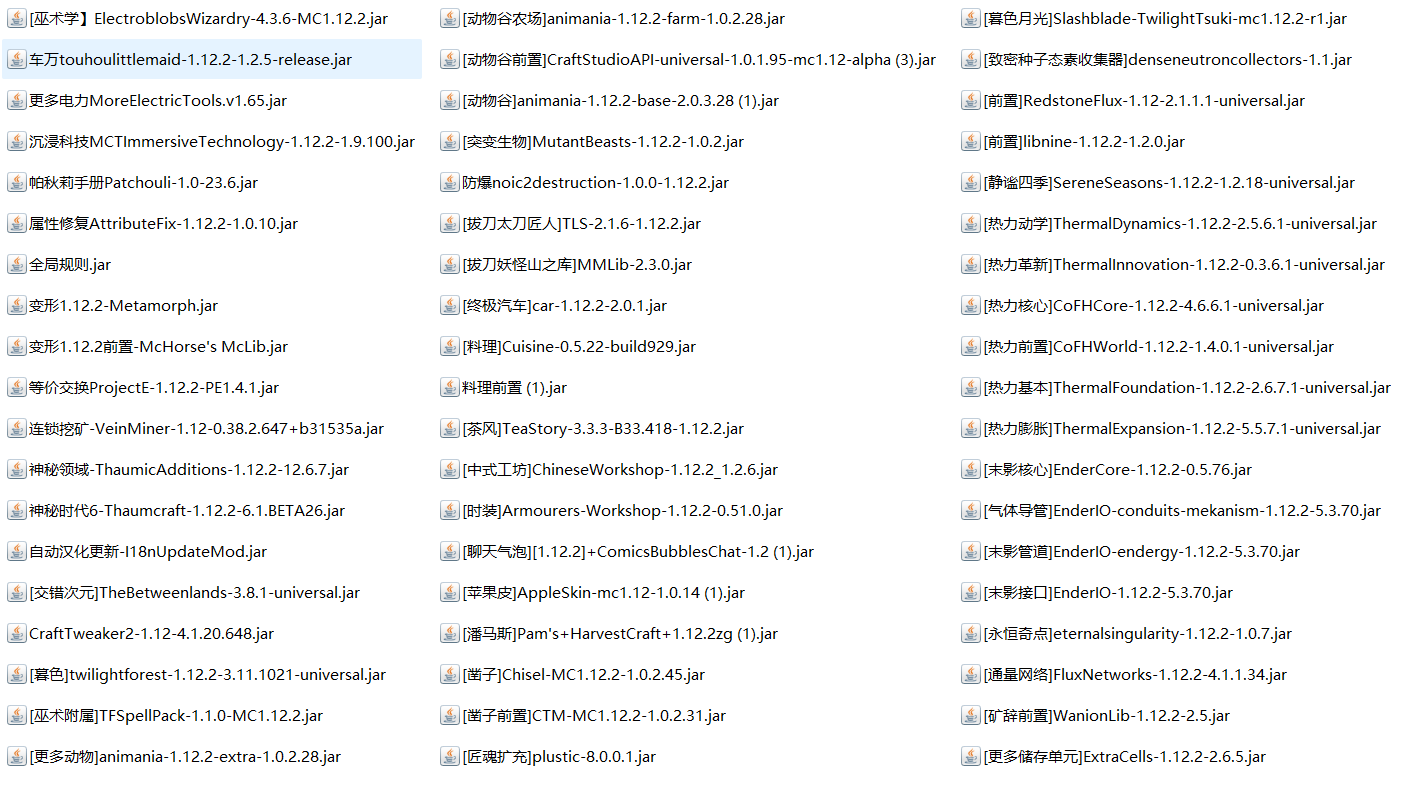 [巫术学】ElectroblobsWizardry-4.3.6-MC1.12.2.jar
车万touhoulittlemaid-1.12.2-1.2.5-release.jar
更多电力MoreElectricTools.v1.65.jar
沉浸科技MCTImmersiveTechnology-1.12.2-1.9.100.jar
帕秋莉手册Patchouli-1.0-23.6.jar
属性修复AttributeFix-1.12.2-1.0.10.jar
全局规则.jar
变形1.12.2-Metamorph.jar
变形1.12.2前置-McHorse's McLib.jar
等价交换ProjectE-1.12.2-PE1.4.1.jar
连锁挖矿-VeinMiner-1.12-0.38.2.647+b31535a.jar
神秘领域-ThaumicAdditions-1.12.2-12.6.7.jar
神秘时代6-Thaumcraft-1.12.2-6.1.BETA26.jar
自动汉化更新-I18nUpdateMod.jar
[交错次元]TheBetweenlands-3.8.1-universal.jar
CraftTweaker2-1.12-4.1.20.648.jar
[暮色]twilightforest-1.12.2-3.11.1021-universal.jar
[巫术附属]TFSpellPack-1.1.0-MC1.12.2.jar
[更多动物]animania-1.12.2-extra-1.0.2.28.jar
[动物谷农场]animania-1.12.2-farm-1.0.2.28.jar
[动物谷前置]CraftStudioAPI-universal-1.0.1.95-mc1.12-alpha (3).jar
[动物谷]animania-1.12.2-base-2.0.3.28 (1).jar
[突变生物]MutantBeasts-1.12.2-1.0.2.jar
防爆noic2destruction-1.0.0-1.12.2.jar
[拔刀太刀匠人]TLS-2.1.6-1.12.2.jar
[拔刀妖怪山之库]MMLib-2.3.0.jar
[终极汽车]car-1.12.2-2.0.1.jar
[料理]Cuisine-0.5.22-build929.jar
料理前置 (1).jar
[茶风]TeaStory-3.3.3-B33.418-1.12.2.jar
[中式工坊]ChineseWorkshop-1.12.2_1.2.6.jar
[时装]Armourers-Workshop-1.12.2-0.51.0.jar
[聊天气泡][1.12.2]+ComicsBubblesChat-1.2 (1).jar
[苹果皮]AppleSkin-mc1.12-1.0.14 (1).jar
[潘马斯]Pam's+HarvestCraft+1.12.2zg (1).jar
[凿子]Chisel-MC1.12.2-1.0.2.45.jar
[凿子前置]CTM-MC1.12.2-1.0.2.31.jar
[匠魂扩充]plustic-8.0.0.1.jar
[暮色月光]Slashblade-TwilightTsuki-mc1.12.2-r1.jar
[致密种子态素收集器]denseneutroncollectors-1.1.jar
[前置]RedstoneFlux-1.12-2.1.1.1-universal.jar
[前置]libnine-1.12.2-1.2.0.jar
[静谧四季]SereneSeasons-1.12.2-1.2.18-universal.jar
[热力动学]ThermalDynamics-1.12.2-2.5.6.1-universal.jar
[热力革新]ThermalInnovation-1.12.2-0.3.6.1-universal.jar
[热力核心]CoFHCore-1.12.2-4.6.6.1-universal.jar
[热力前置]CoFHWorld-1.12.2-1.4.0.1-universal.jar
[热力基本]ThermalFoundation-1.12.2-2.6.7.1-universal.jar
[热力膨胀]ThermalExpansion-1.12.2-5.5.7.1-universal.jar
[末影核心]EnderCore-1.12.2-0.5.76.jar
[气体导管]EnderIO-conduits-mekanism-1.12.2-5.3.70.jar
[末影管道]EnderIO-endergy-1.12.2-5.3.70.jar
[末影接口]EnderIO-1.12.2-5.3.70.jar
[永恒奇点]eternalsingularity-1.12.2-1.0.7.jar
[通量网络]FluxNetworks-1.12.2-4.1.1.34.jar
[矿辞前置]WanionLib-1.12.2-2.5.jar
[更多储存单元]ExtraCells-1.12.2-2.6.5.jar